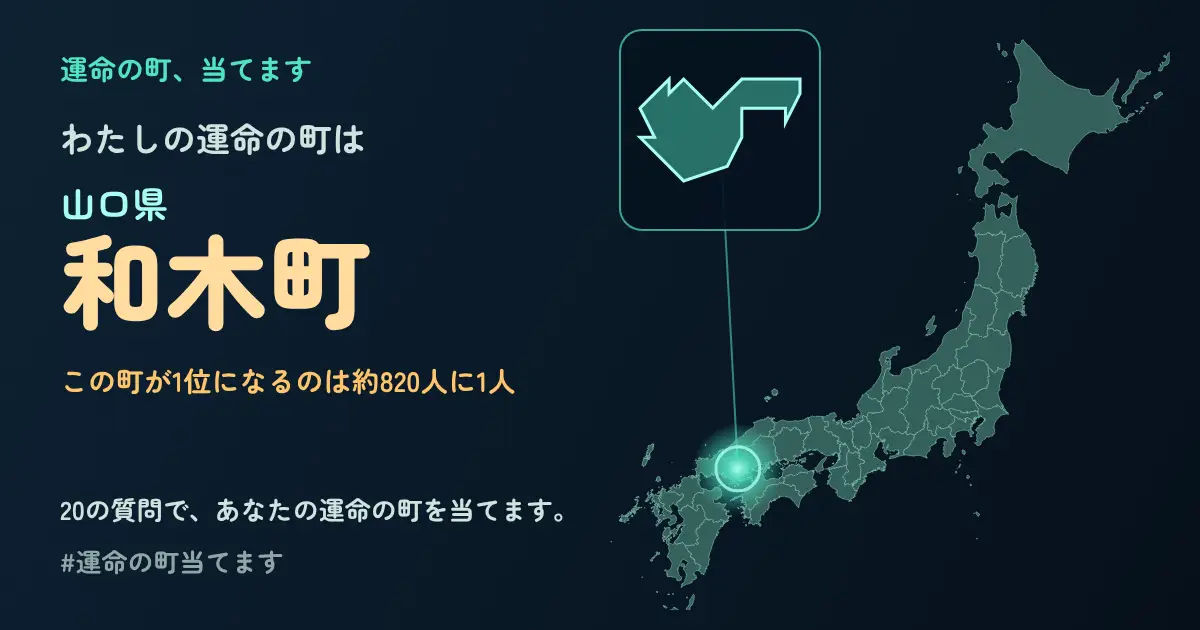 運命の町、当てます
わたしの運命の町は
山口県
和木町
この町が1位になるのは約820人に1人
20の質問で、あなたの運命の町を当てます。
#運命の町当てます